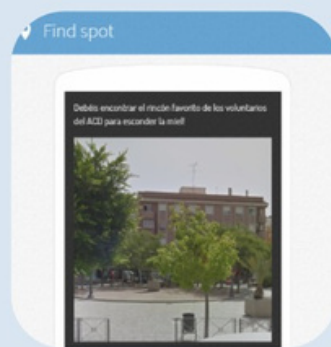 Find spot
Debéis encontrar el rincón favorito de los voluntarios
del ACD para esconder la miel!